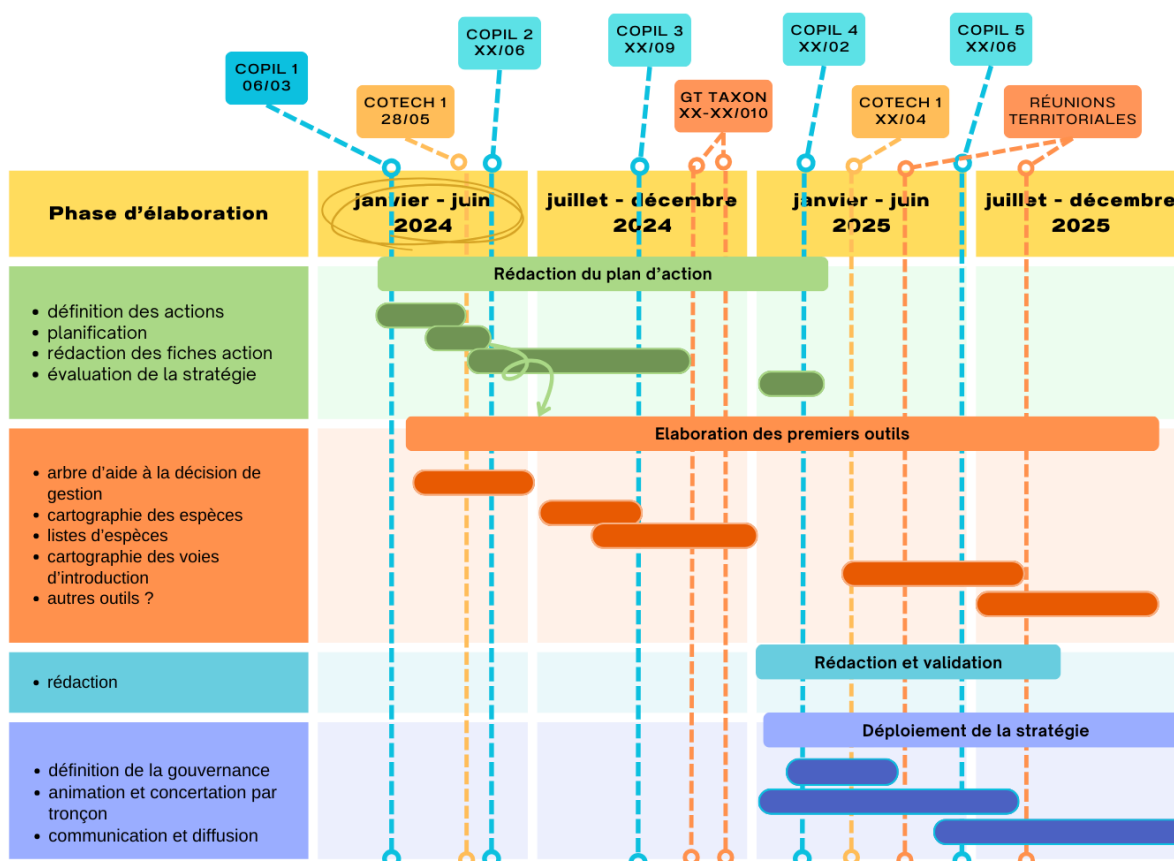 COPIL 1
06/03
COTECH 1
28/05
COPIL 2
XX/06
COPIL 3
XX/09
GT TAXON
XX-XX/010
COPIL 4
XX/02
COTECH 1
XX/04
COPIL 5
XX/06
RÉUNIONS
TERRITORIALES
Phase d'élaboration
janvier - juin
2024
juillet - décembre
2024
janvier - juin
2025
juillet - décembre
2025
Rédaction du plan d'action
• définition des actions
• planification
• rédaction des fiches action
• évaluation de la stratégie
Elaboration des premiers outils
• arbre d'aide à la décision de
gestion
• cartographie des espèces
• listes d'espèces
• cartographie des voies
d'introduction
• autres outils ?
Rédaction et validation
• rédaction
Déploiement de la stratégie
• définition de la gouvernance
• animation et concertation par
tronçon
• communication et diffusion